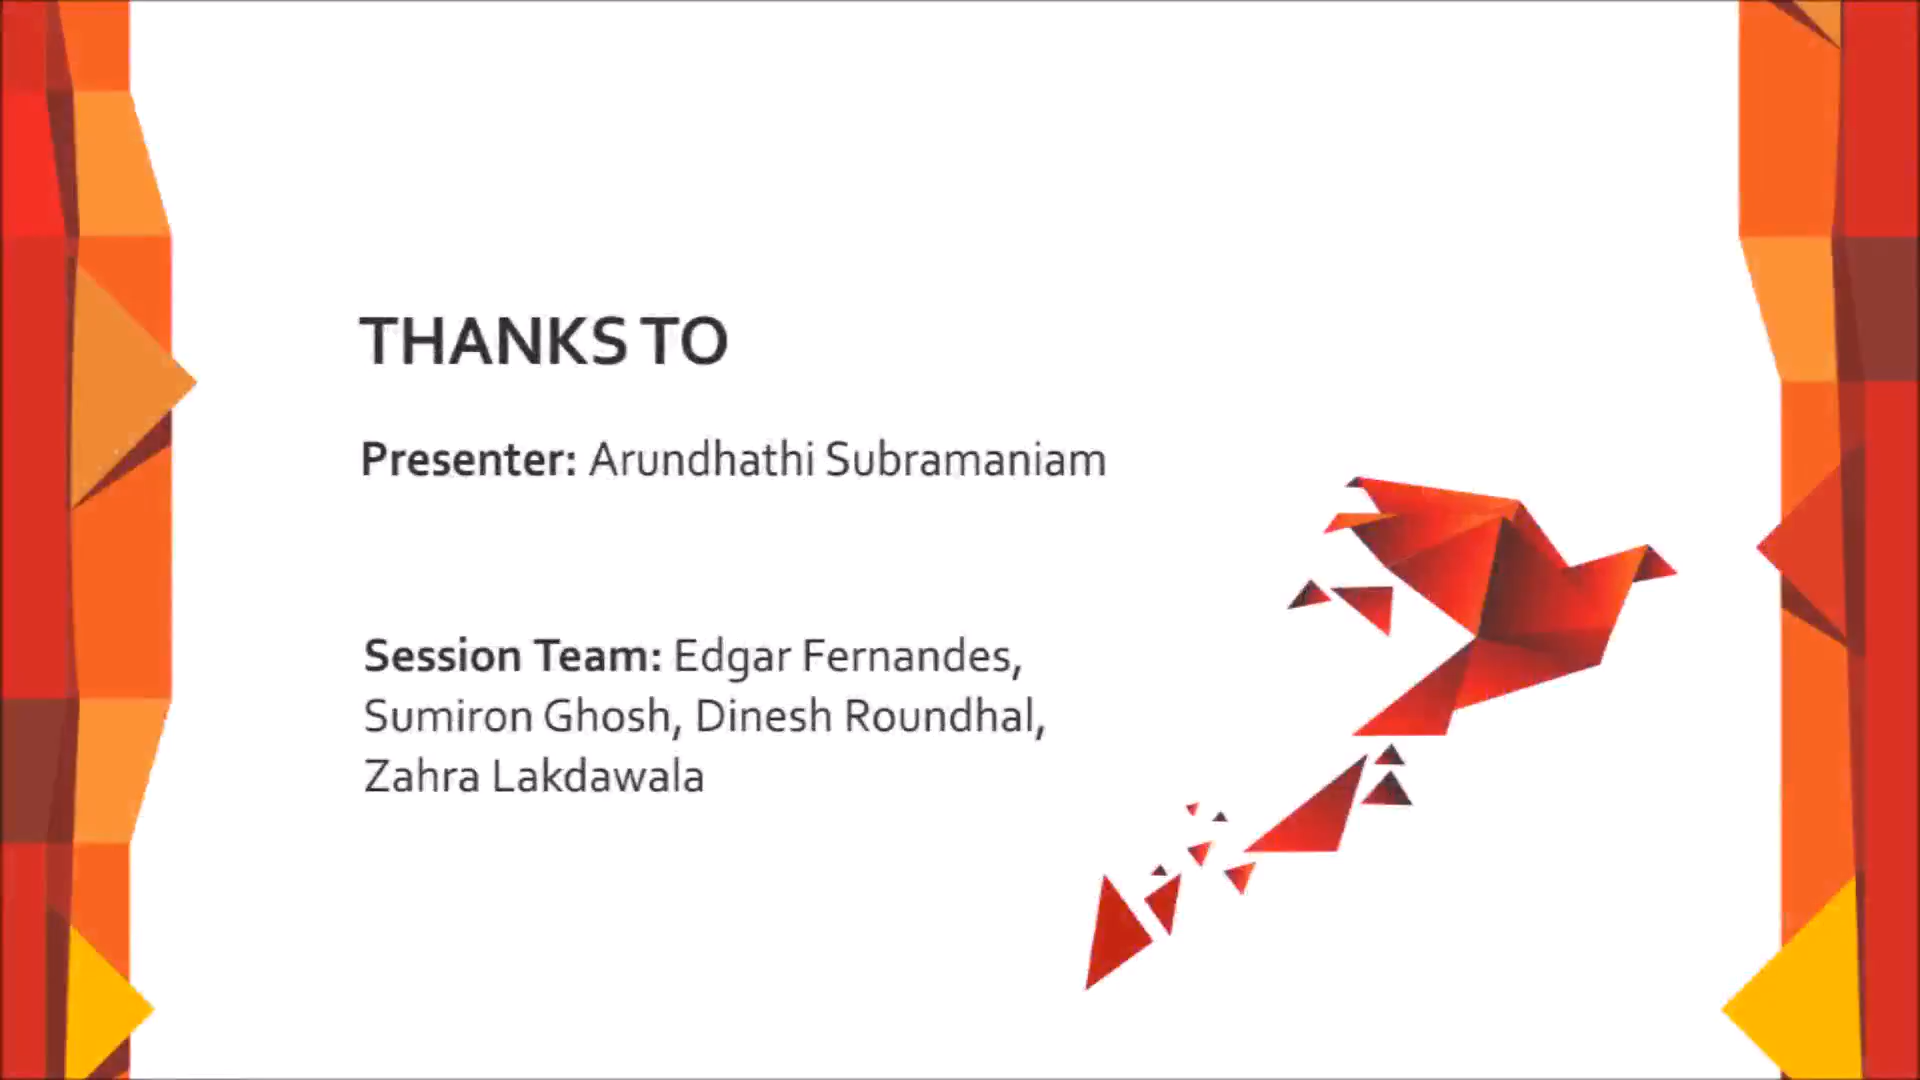 THANKS TO
Presenter: Arundhathi Subramaniam
Session Team: Edgar Fernandes,
Sumiron Ghosh, Dinesh Roundhal,
Zahra Lakdawala